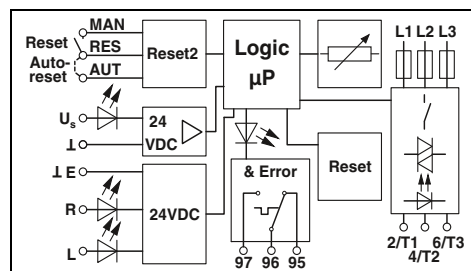 MAN
Reset
RES
Auto-
reset
AUT
Reset2
Logic
µP
L1 L2 L3
Us
24
VDC
⊥
⊥ E
R
L
24VDC
& Error
Reset
97 96 95
2/T1 6/T3
4/T2